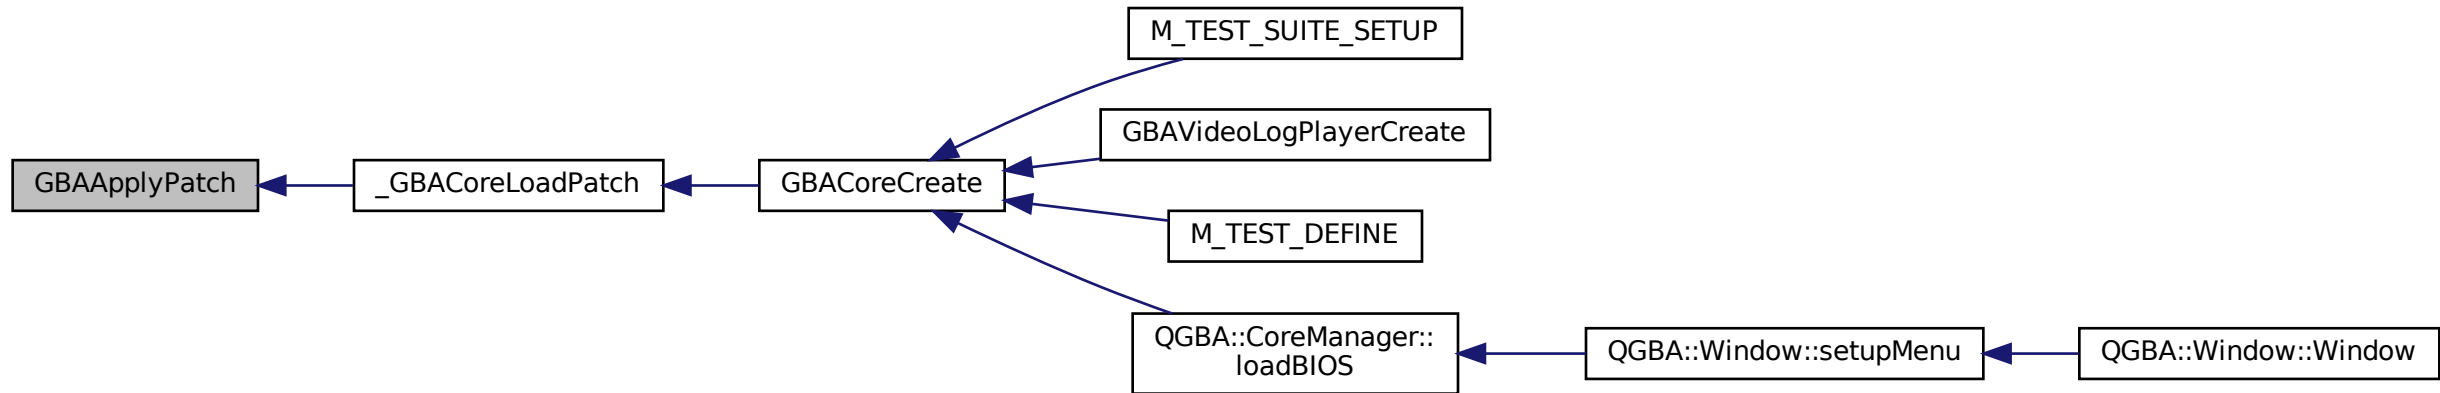 M_TEST_SUITE_SETUP
GBAVideoLogPlayerCreate
GBAApplyPatch
_GBACoreLoadPatch
GBACoreCreate
M_TEST_DEFINE
QGBA::CoreManager::
loadBIOS
QGBA::Window::setupMenu
QGBA::Window::Window